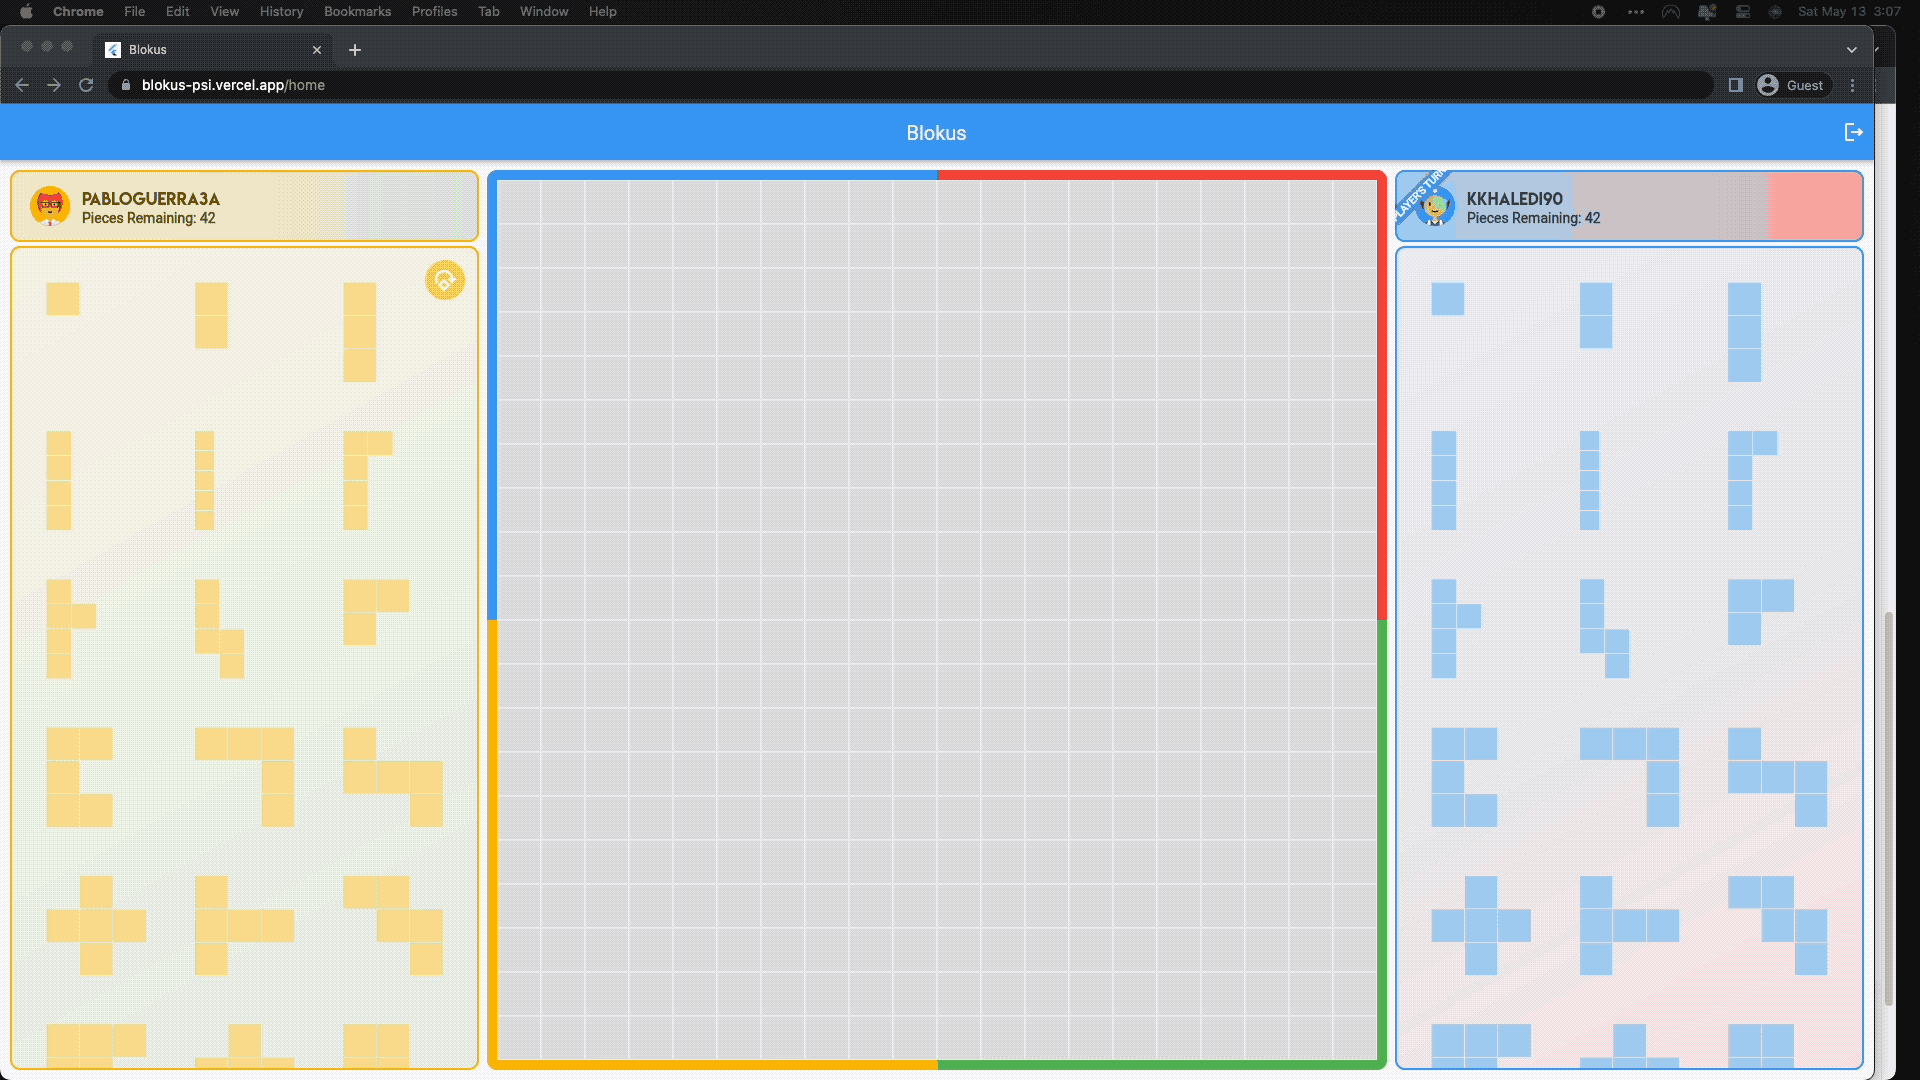 Chrome File Edit View History Bookmarks Profiles Tab Window Help
Sat May 13 3:07
Blokus
blokus-psi.vercel.app/home
Guest
Blokus
PABLOGUERRA3A
Pieces Remaining: 42
PLAYER'S TURN
KKHALEDI90
Pieces Remaining: 42